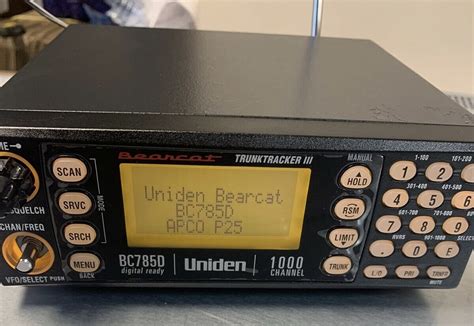 Bearcat TRUNKTRACKER III MANUAL
SCAN
SRVC
SRCH
MENU
BACK
MODE
Uniden Bearcat
BC785D
APCO P25
HOLD
RSM
LIMIT
TRUNK
SQUELCH
CHAN/FREQ
VFO/SELECT PUSH
BC785D
digital ready
Uniden
1000
CHANNEL
1-100
101-200
201-300
301-400
401-500
501-600
601-700
701-800
801-900
RVRS
901-1000
1
2
3
4
5
6
7
8
9
0
L/O
PRI
TRNFR
MUTE